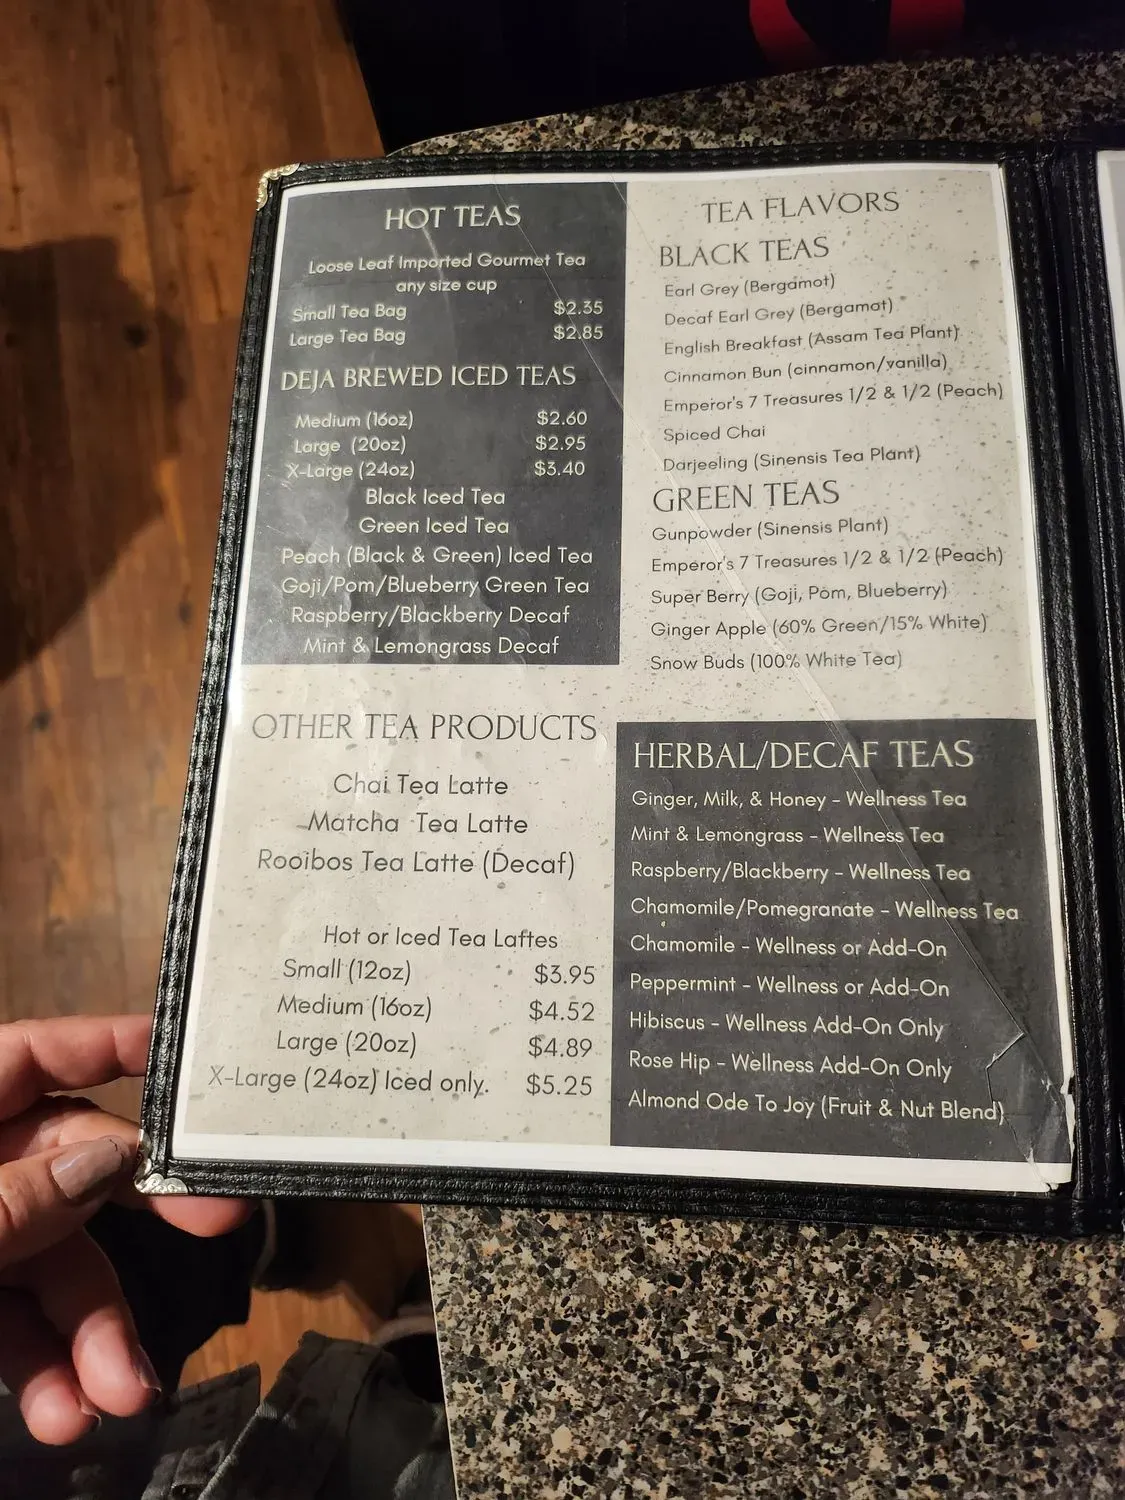 HOT TEAS
Loose Leaf Imported Gourmet Tea
any size cup
Small Tea Bag $2.35
Large Tea Bag $2.85
DEJA BREWED ICED TEAS
Medium (16oz) $2.60
Large (20oz) $2.95
X-Large (24oz) $3.40
Black Iced Tea
Green Iced Tea
Peach (Black & Green) Iced Tea
Goji/Pom/Blueberry Green Tea
Raspberry/Blackberry Decaf
Mint & Lemongrass Decaf
OTHER TEA PRODUCTS
Chai Tea Latte
Matcha Tea Latte
Rooibos Tea Latte (Decaf)
Hot or Iced Tea Laftes
Small (12oz) $3.95
Medium (16oz) $4.52
Large (20oz) $4.89
X-Large (24oz) Iced only. $5.25
TEA FLAVORS
BLACK TEAS
Earl Grey (Bergamot)
Decaf Earl Grey (Bergamot)
English Breakfast (Assam Tea Plant)
Cinnamon Bun (cinnamon/vanilla)
Emperor's 7 Treasures 1/2 & 1/2 (Peach)
Spiced Chai
Darjeeling (Sinensis Tea Plant)
GREEN TEAS
Gunpowder (Sinensis Plant)
Emperor's 7 Treasures 1/2 & 1/2 (Peach)
Super Berry (Goji, Pom, Blueberry)
Ginger Apple (60% Green/15% White)
Snow Buds (100% White Tea)
HERBAL/DECAF TEAS
Ginger, Milk, & Honey - Wellness Tea
Mint & Lemongrass - Wellness Tea
Raspberry/Blackberry - Wellness Tea
Chamomile/Pomegranate - Wellness Tea
Chamomile - Wellness or Add-On
Peppermint - Wellness or Add-On
Hibiscus - Wellness Add-On Only
Rose Hip - Wellness Add-On Only
Almond Ode To Joy (Fruit & Nut Blend)